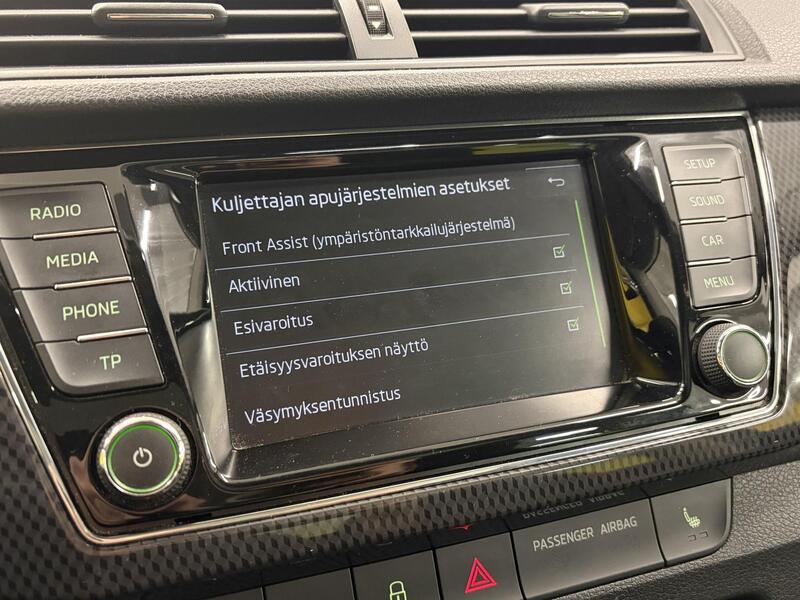 Kuljettajan apujärjestelmien asetukset
Front Assist (ympäristöntarkkailujärjestelmä)
Aktiivinen
Esivaroitus
Etäisyysvaroituksen näyttö
Väsymyksentunnistus
RADIO
MEDIA
PHONE
TP
SETUP
SOUND
CAR
MENU
PASSENGER AIRBAG